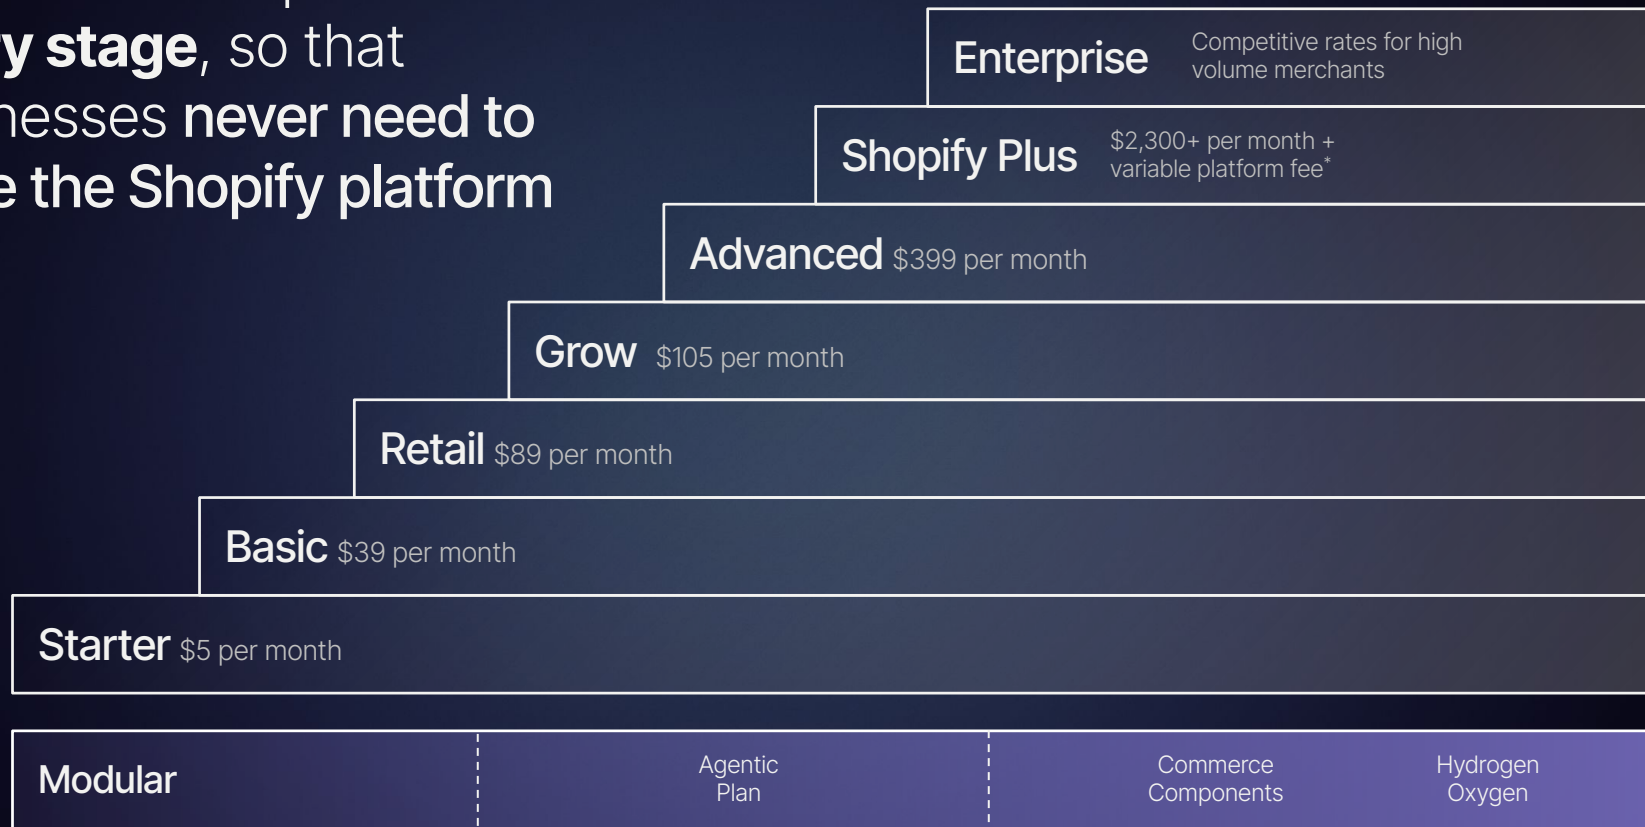 y stage, so that
nesses never need to
e the Shopify platform
Enterprise Competitive rates for high
volume merchants
Shopify Plus $2,300+ per month +
variable platform fee*
Advanced $399 per month
Grow $105 per month
Retail $89 per month
Basic $39 per month
Starter $5 per month
Modular
Agentic
Plan
Commerce
Components
Hydrogen
Oxygen